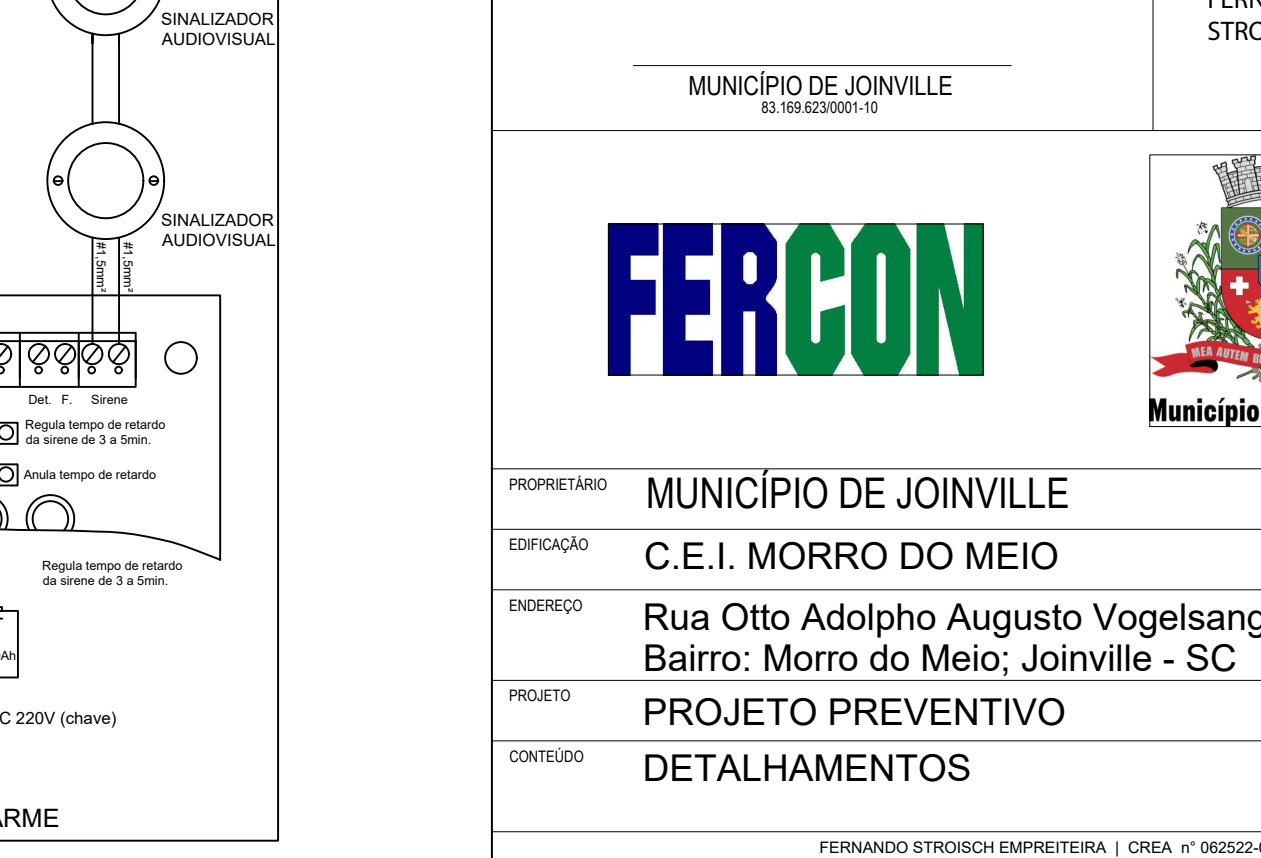 SINALIZADOR
AUDIOVISUAL
SINALIZADOR
AUDIOVISUAL
#1,5mm²
#1,5mm²
Det. F. Sirene
Regula tempo de retardo
da sirene de 3 a 5min.
Anula tempo de retardo
Regula tempo de retardo
da sirene de 3 a 5min.
Ah
C 220V (chave)
ARME
MUNICÍPIO DE JOINVILLE
83.169.623/0001-10
FERN
STRO
FERCON
MEA AUTEM
Município
PROPRIETÁRIO MUNICÍPIO DE JOINVILLE
EDIFICAÇÃO C.E.I. MORRO DO MEIO
ENDEREÇO Rua Otto Adolpho Augusto Vogelsang
Bairro: Morro do Meio; Joinville - SC
PROJETO PROJETO PREVENTIVO
CONTEÚDO DETALHAMENTOS
FERNANDO STROISCH EMPREITEIRA | CREA n° 062522-